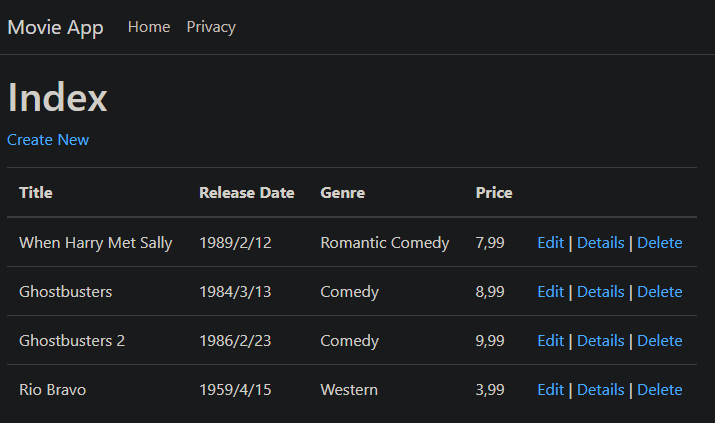 Movie App Home Privacy
Index
Create New
Title Release Date Genre Price
When Harry Met Sally 1989/2/12 Romantic Comedy 7,99 Edit | Details | Delete
Ghostbusters 1984/3/13 Comedy 8,99 Edit | Details | Delete
Ghostbusters 2 1986/2/23 Comedy 9,99 Edit | Details | Delete
Rio Bravo 1959/4/15 Western 3,99 Edit | Details | Delete